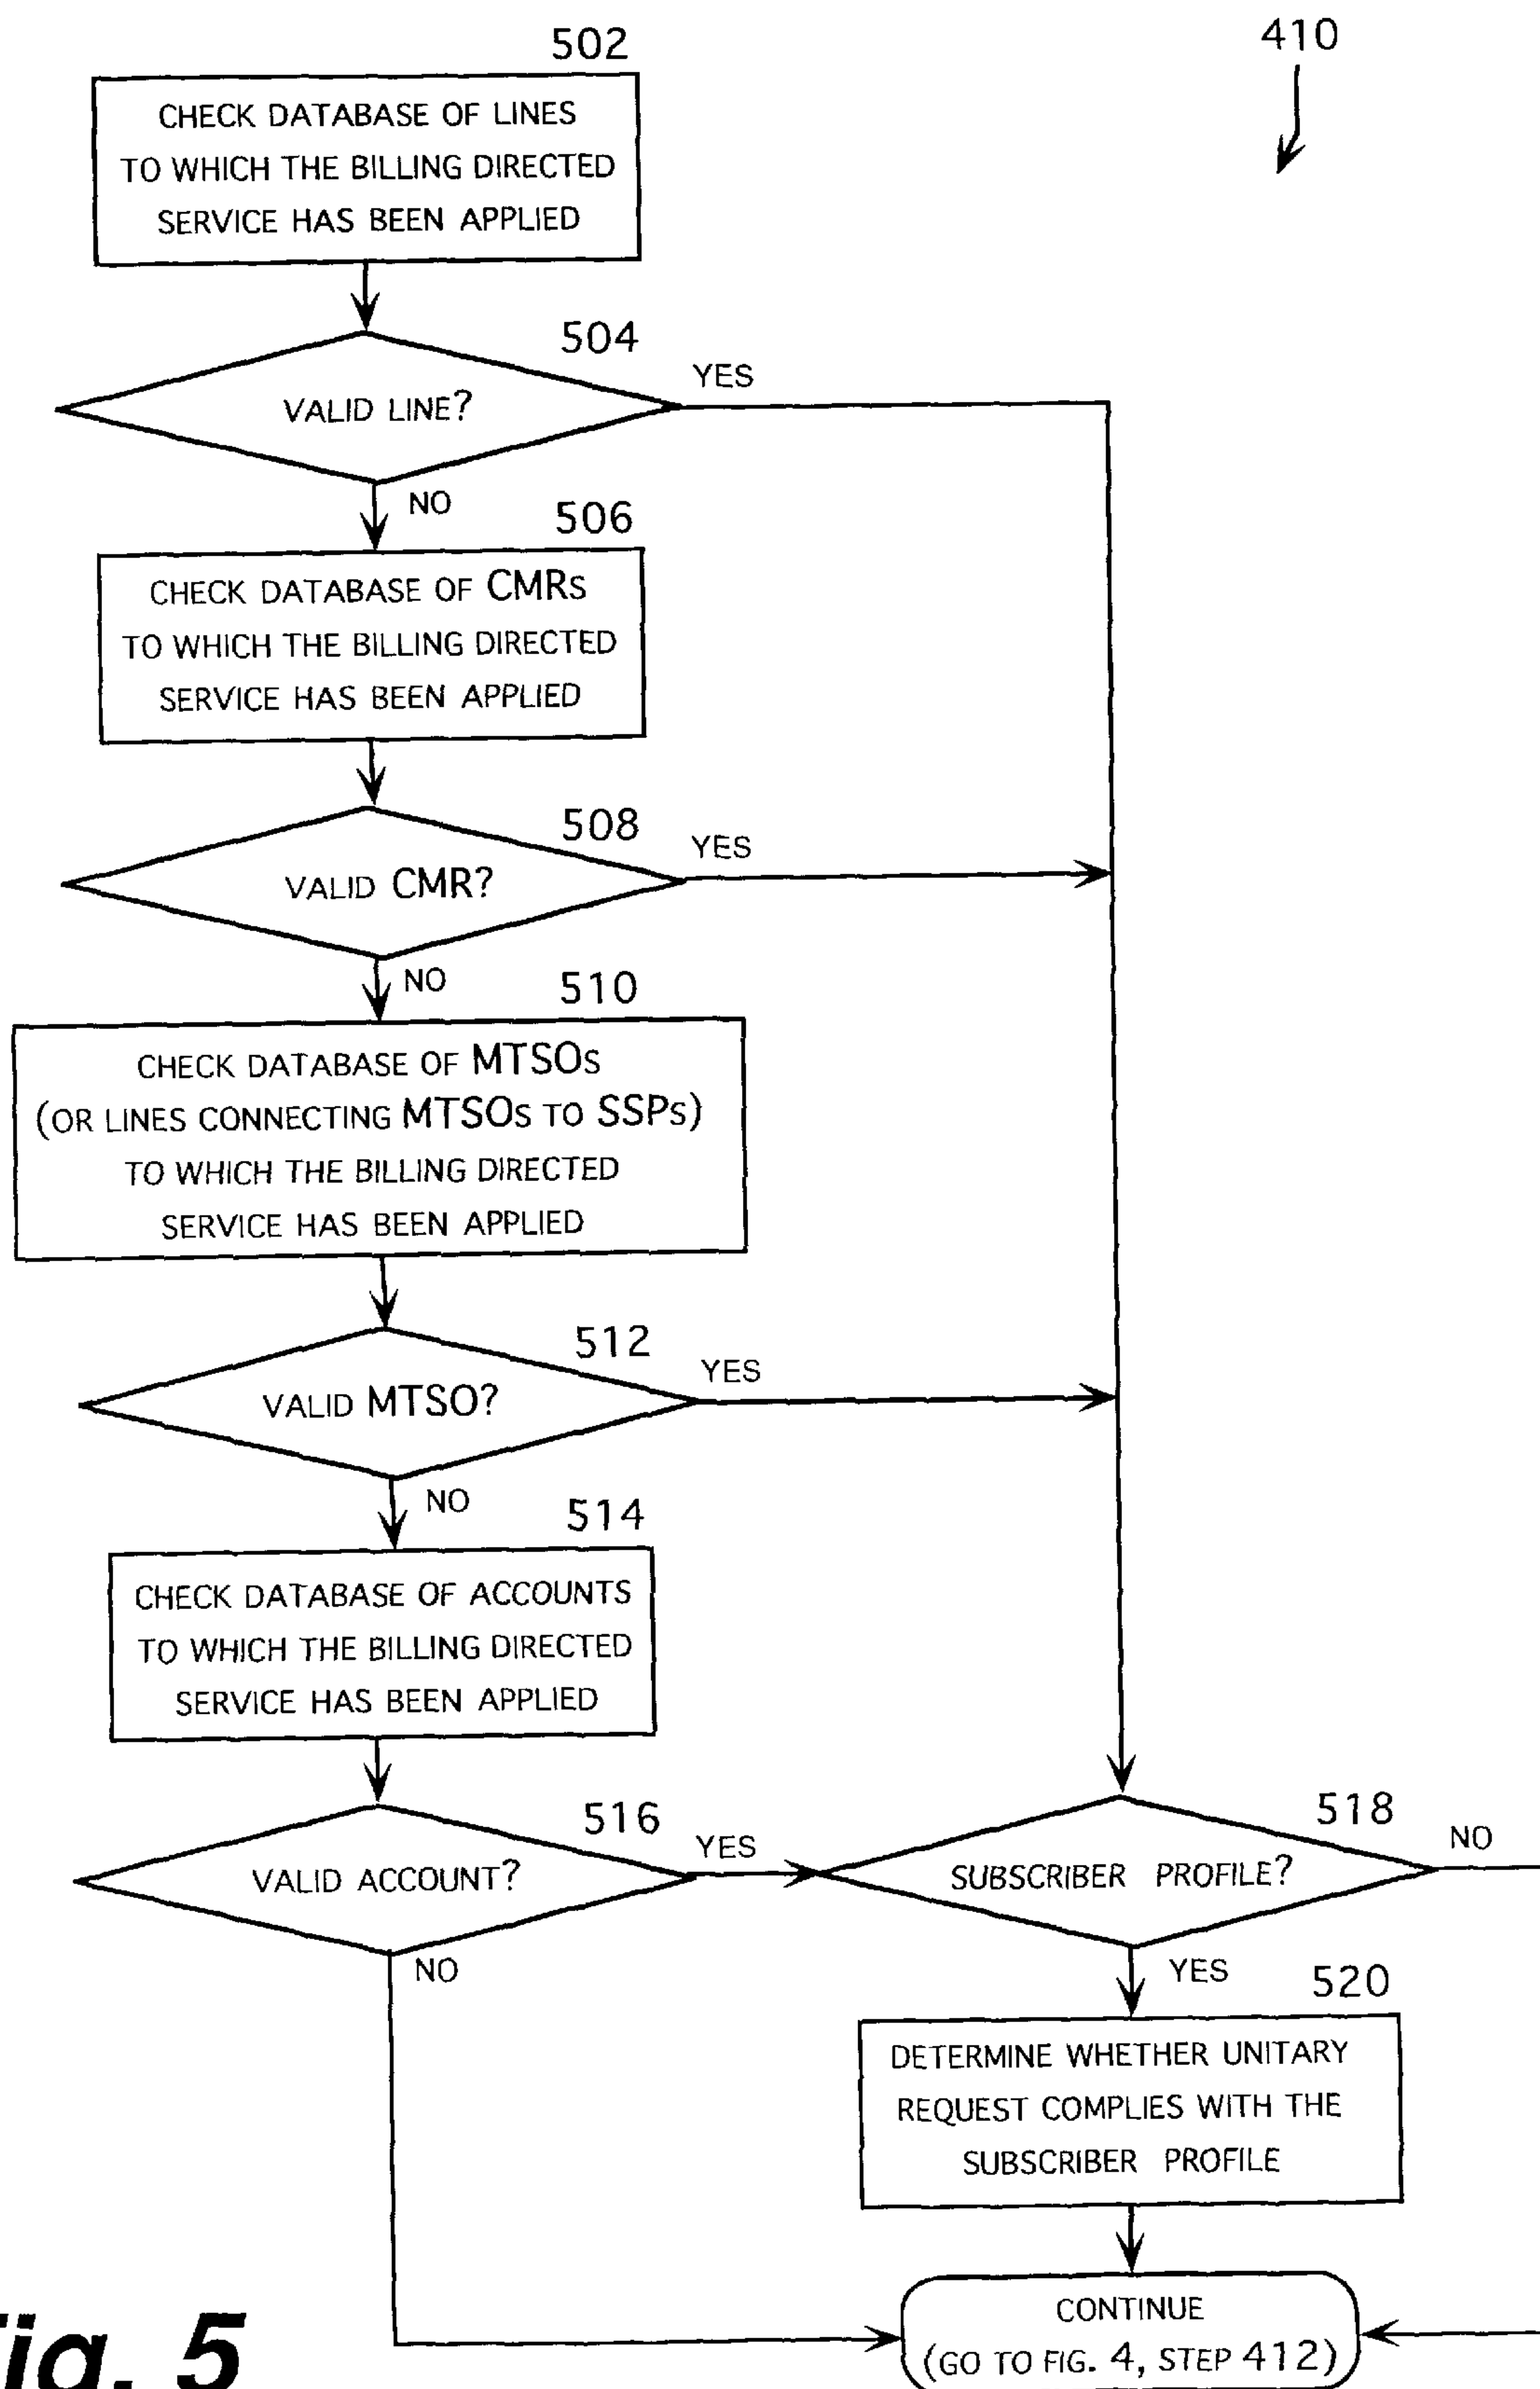 502
410
CHECK DATABASE OF LINES
TO WHICH THE BILLING DIRECTED
SERVICE HAS BEEN APPLIED
504
YES
VALID LINE?
NO
506
CHECK DATABASE OF CMRS
TO WHICH THE BILLING DIRECTED
SERVICE HAS BEEN APPLIED
508
YES
VALID CMR?
NO
510
CHECK DATABASE OF MTSOS
(OR LINES CONNECTING MTSOS TO SSPS)
TO WHICH THE BILLING DIRECTED
SERVICE HAS BEEN APPLIED
512
YES
VALID MTSO?
NO
514
CHECK DATABASE OF ACCOUNTS
TO WHICH THE BILLING DIRECTED
SERVICE HAS BEEN APPLIED
516
YES
VALID ACCOUNT?
NO
518
NO
SUBSCRIBER PROFILE?
YES
520
DETERMINE WHETHER UNITARY
REQUEST COMPLIES WITH THE
SUBSCRIBER PROFILE
CONTINUE
(GO TO FIG. 4, STEP 412)
Fig. 5